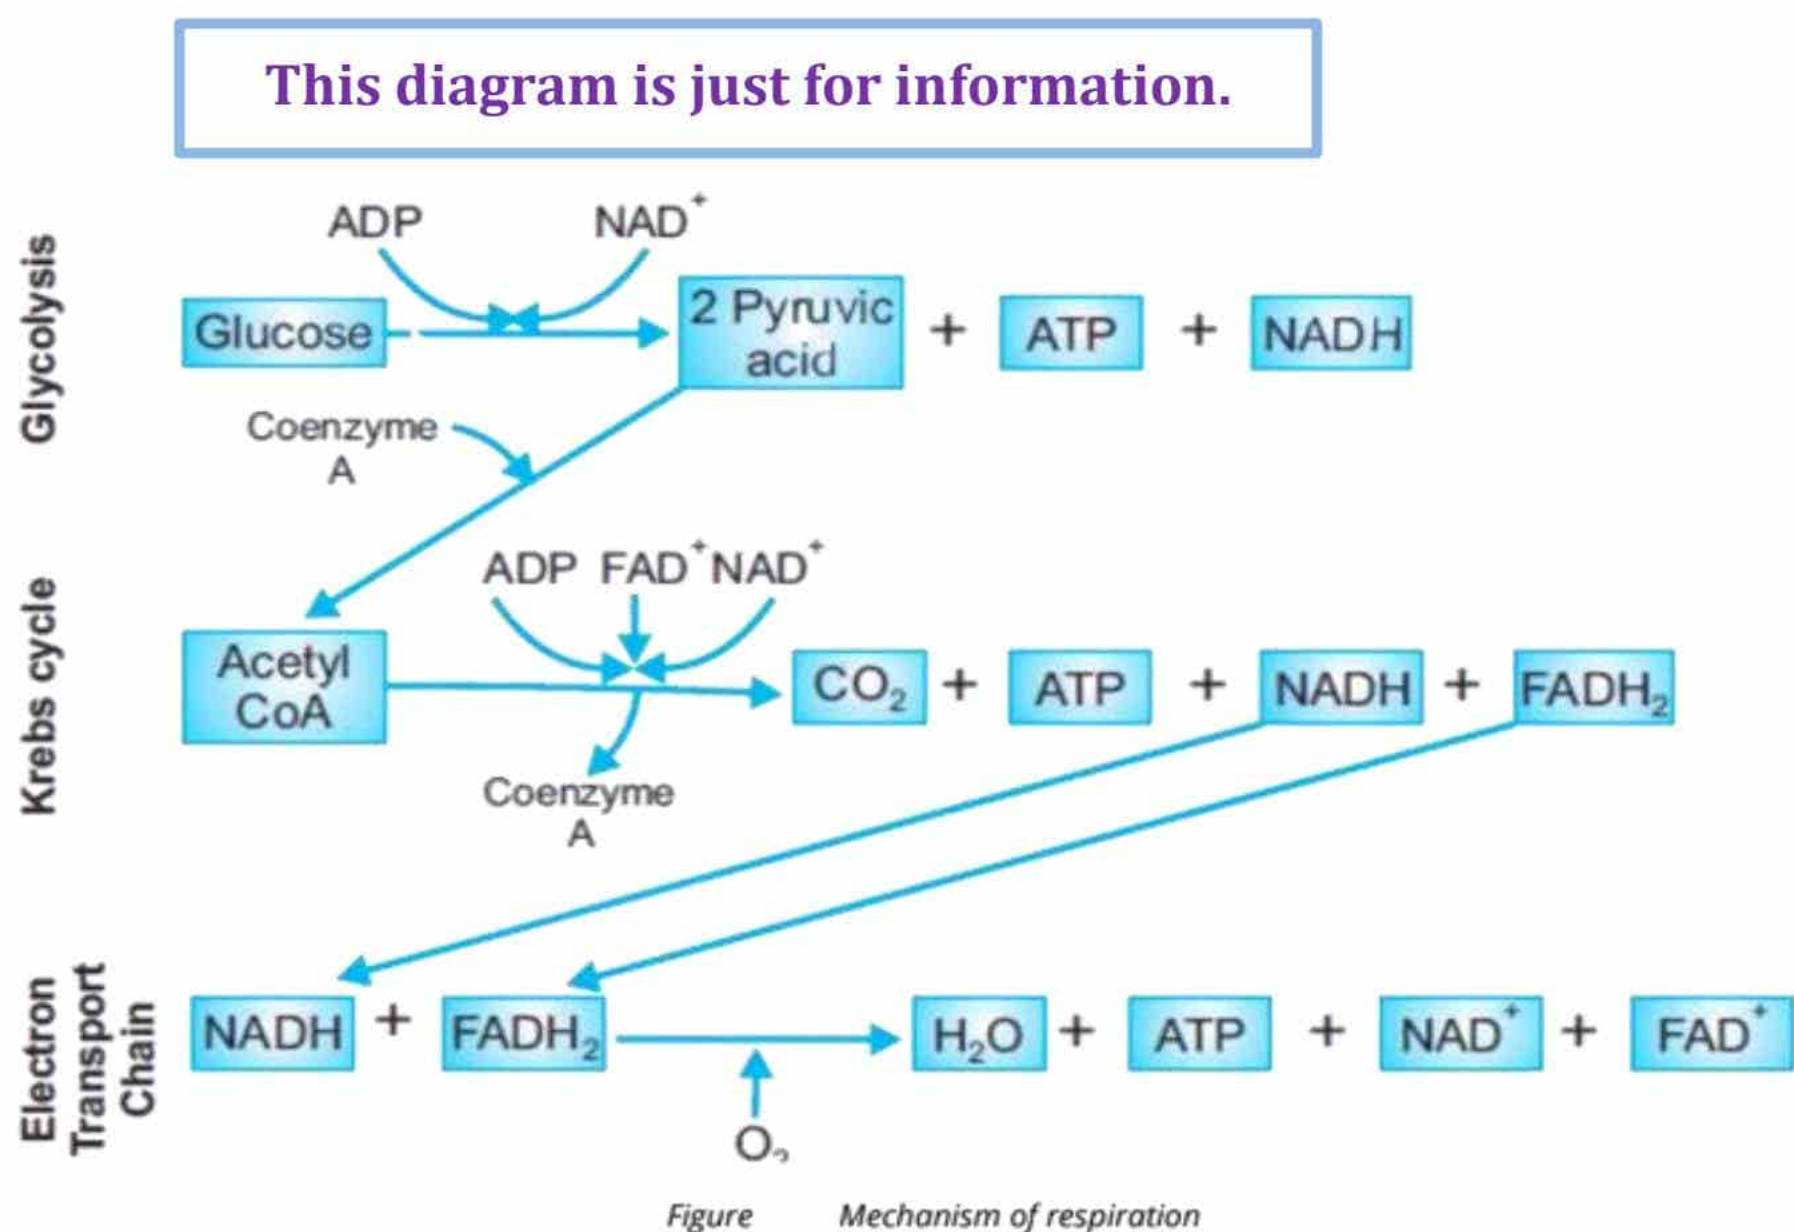 This diagram is just for information.
Glycolysis
ADP NAD⁺
Glucose
2 Pyruvic
acid
+ ATP + NADH
Coenzyme
A
Krebs cycle
ADP FAD⁺ NAD⁺
Acetyl
CoA
CO₂ + ATP + NADH + FADH₂
Coenzyme
A
Electron
Transport
Chain
NADH + FADH₂ H₂O + ATP + NAD⁺ + FAD⁺
O₂
Figure Mechanism of respiration